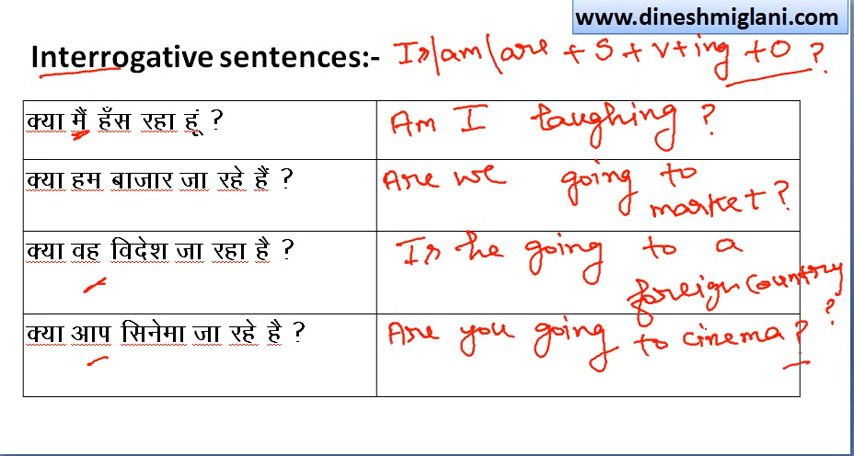 www.dineshmiglani.com
Interrogative sentences:- Is/am/are + S + V+ing +O ?
क्या मैं हँस रहा हूं ?
Am I laughing ?
क्या हम बाजार जा रहे हैं ?
Are we going to
market ?
क्या वह विदेश जा रहा है ?
Is he going to a
foreign country
?
क्या आप सिनेमा जा रहे है ?
Are you going to cinema ?